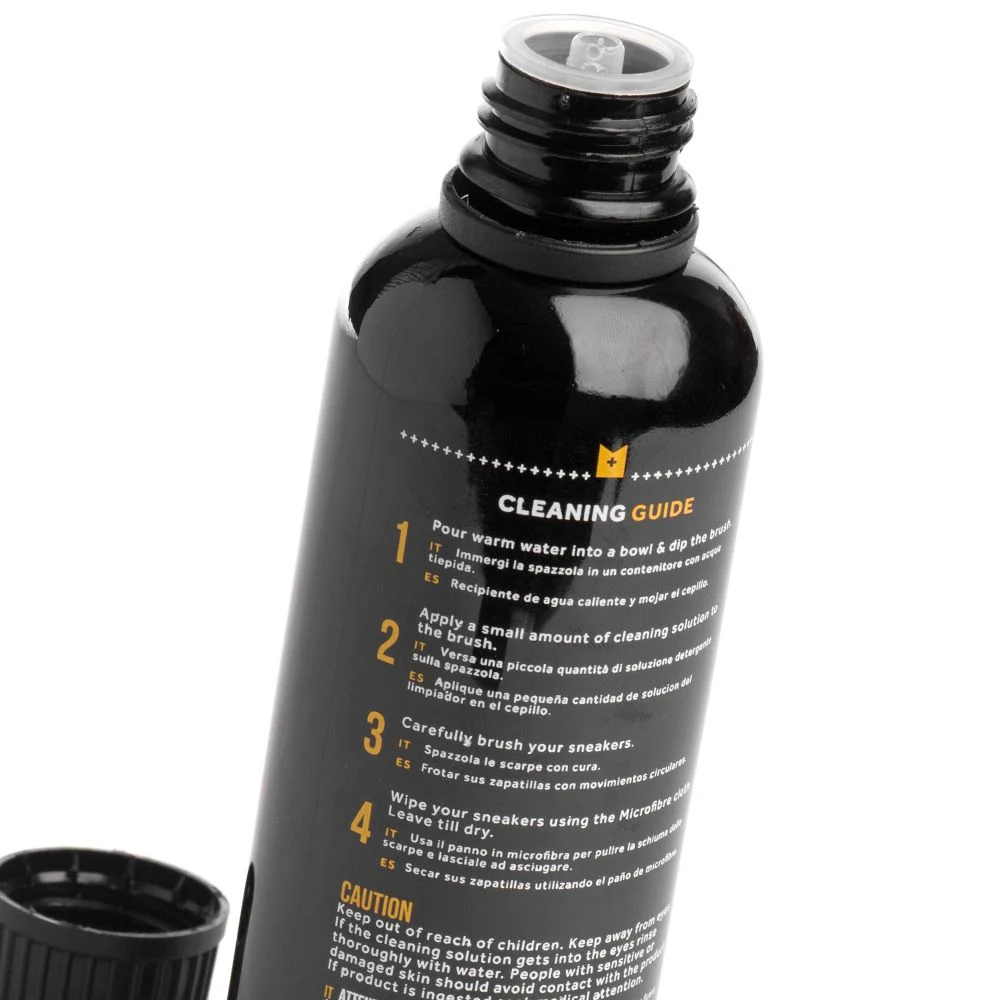 CLEANING GUIDE
1
Pour warm water into a bowl & dip the brush.
IT Immergi la spazzola in un contenitore con acqua
tiepida.
ES Recipiente de agua caliente y mojar el cepillo.
2
Apply a small amount of cleaning solution to
the brush.
IT Versa una piccola quantità di soluzione detergente
sulla spazzola.
ES Aplique una pequeña cantidad de solucion del
limpiador en el cepillo.
3
Carefully brush your sneakers.
IT Spazzola le scarpe con cura.
ES Frotar sus zapatillas con movimientos circulares.
4
Wipe your sneakers using the Microfibre cloth.
Leave till dry.
IT Usa il panno in microfibra per pulire la schiuma dalle
scarpe e lasciale ad asciugare.
ES Secar sus zapatillas utilizando el paño de microfibra.
CAUTION
Keep out of reach of children. Keep away from eyes
If the cleaning solution gets into the eyes rinse
thoroughly with water. People with sensitive or
damaged skin should avoid contact with the product
If product is ingested seek medical attention.
IT